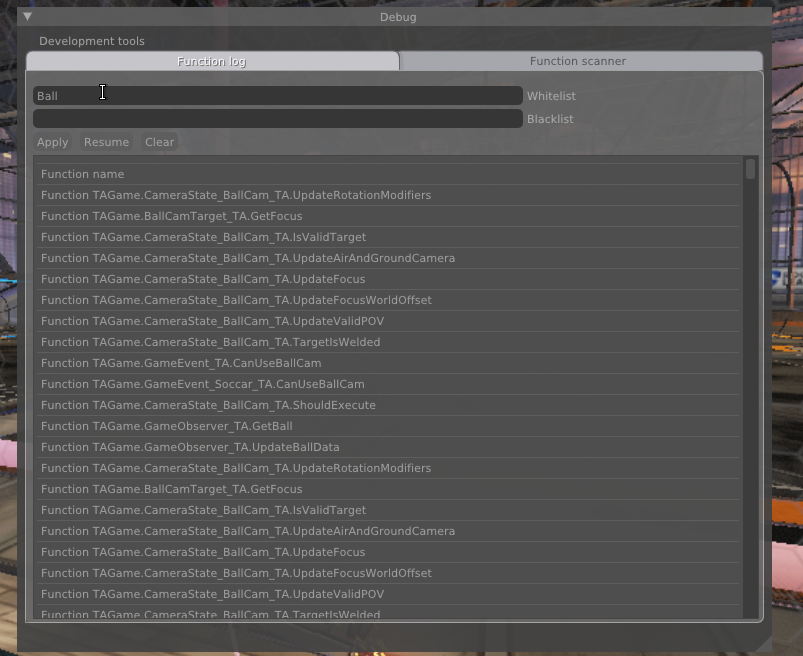 Debug
Development tools
Function log Function scanner
Ball Whitelist
Blacklist
Apply Resume Clear
Function name
Function TAGame.CameraState_BallCam_TA.UpdateRotationModifiers
Function TAGame.BallCamTarget_TA.GetFocus
Function TAGame.CameraState_BallCam_TA.IsValidTarget
Function TAGame.CameraState_BallCam_TA.UpdateAirAndGroundCamera
Function TAGame.CameraState_BallCam_TA.UpdateFocus
Function TAGame.CameraState_BallCam_TA.UpdateFocusWorldOffset
Function TAGame.CameraState_BallCam_TA.UpdateValidPOV
Function TAGame.CameraState_BallCam_TA.TargetIsWelded
Function TAGame.GameEvent_TA.CanUseBallCam
Function TAGame.GameEvent_Soccar_TA.CanUseBallCam
Function TAGame.CameraState_BallCam_TA.ShouldExecute
Function TAGame.GameObserver_TA.GetBall
Function TAGame.GameObserver_TA.UpdateBallData
Function TAGame.CameraState_BallCam_TA.UpdateRotationModifiers
Function TAGame.BallCamTarget_TA.GetFocus
Function TAGame.CameraState_BallCam_TA.IsValidTarget
Function TAGame.CameraState_BallCam_TA.UpdateAirAndGroundCamera
Function TAGame.CameraState_BallCam_TA.UpdateFocus
Function TAGame.CameraState_BallCam_TA.UpdateFocusWorldOffset
Function TAGame.CameraState_BallCam_TA.UpdateValidPOV
Function TAGame.CameraState_BallCam_TA.TargetIsWelded